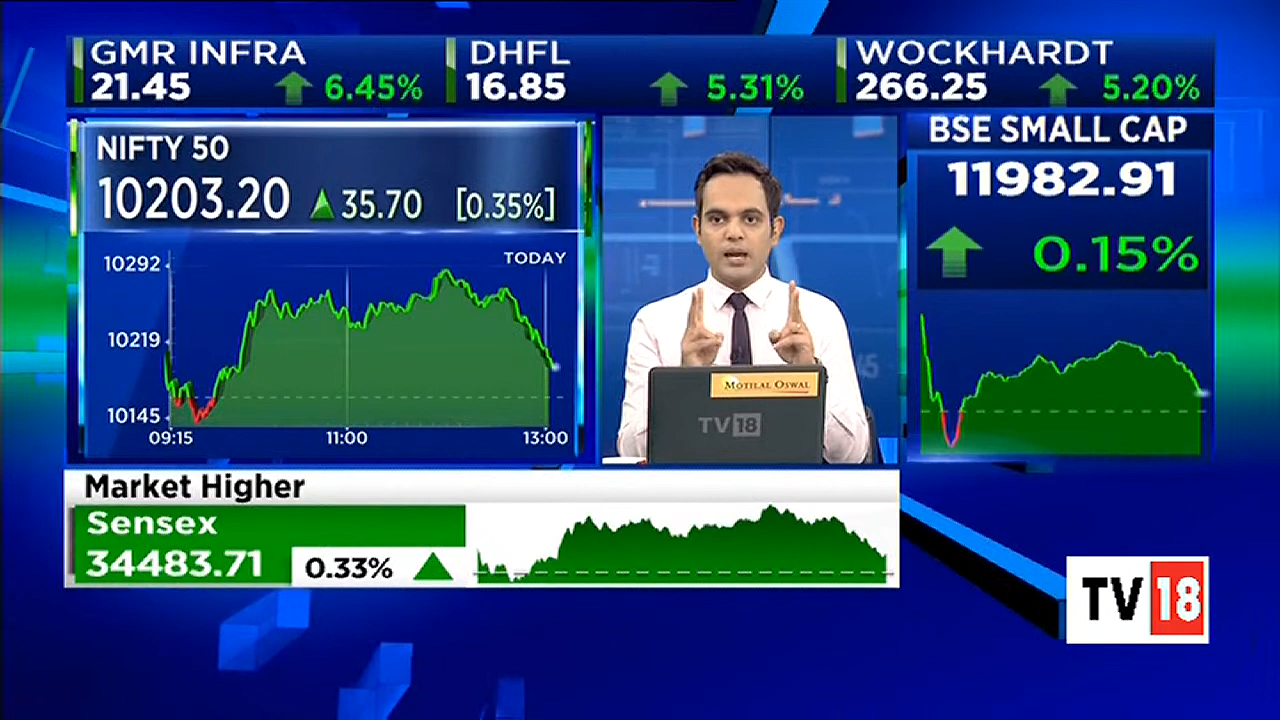 GMR INFRA
21.45 6.45%
DHFL
16.85 5.31%
WOCKHARDT
266.25 5.20%
NIFTY 50
10203.20 35.70 [0.35%]
TODAY
10292
10219
10145
09:15 11:00 13:00
MOTILAL OSWAL
TV18
BSE SMALL CAP
11982.91
0.15%
Market Higher
Sensex
34483.71 0.33%
TV18